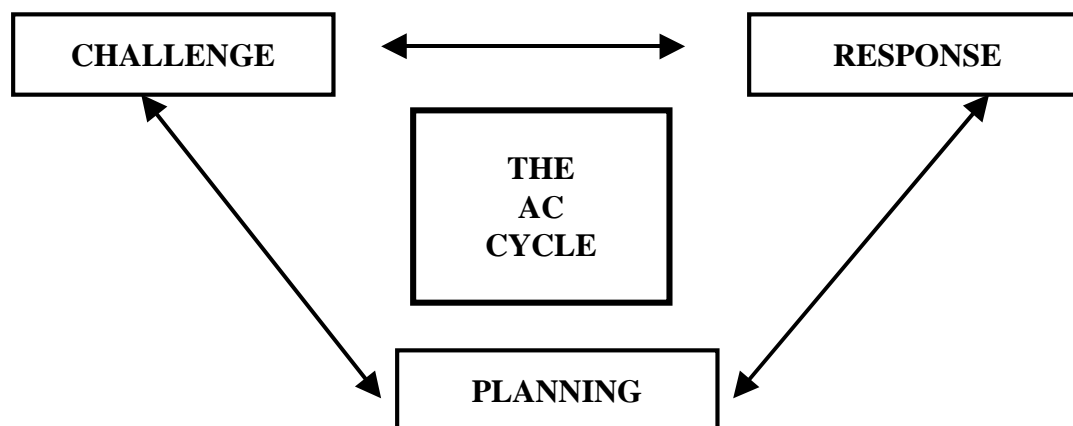 CHALLENGE
RESPONSE
THE
AC
CYCLE
PLANNING